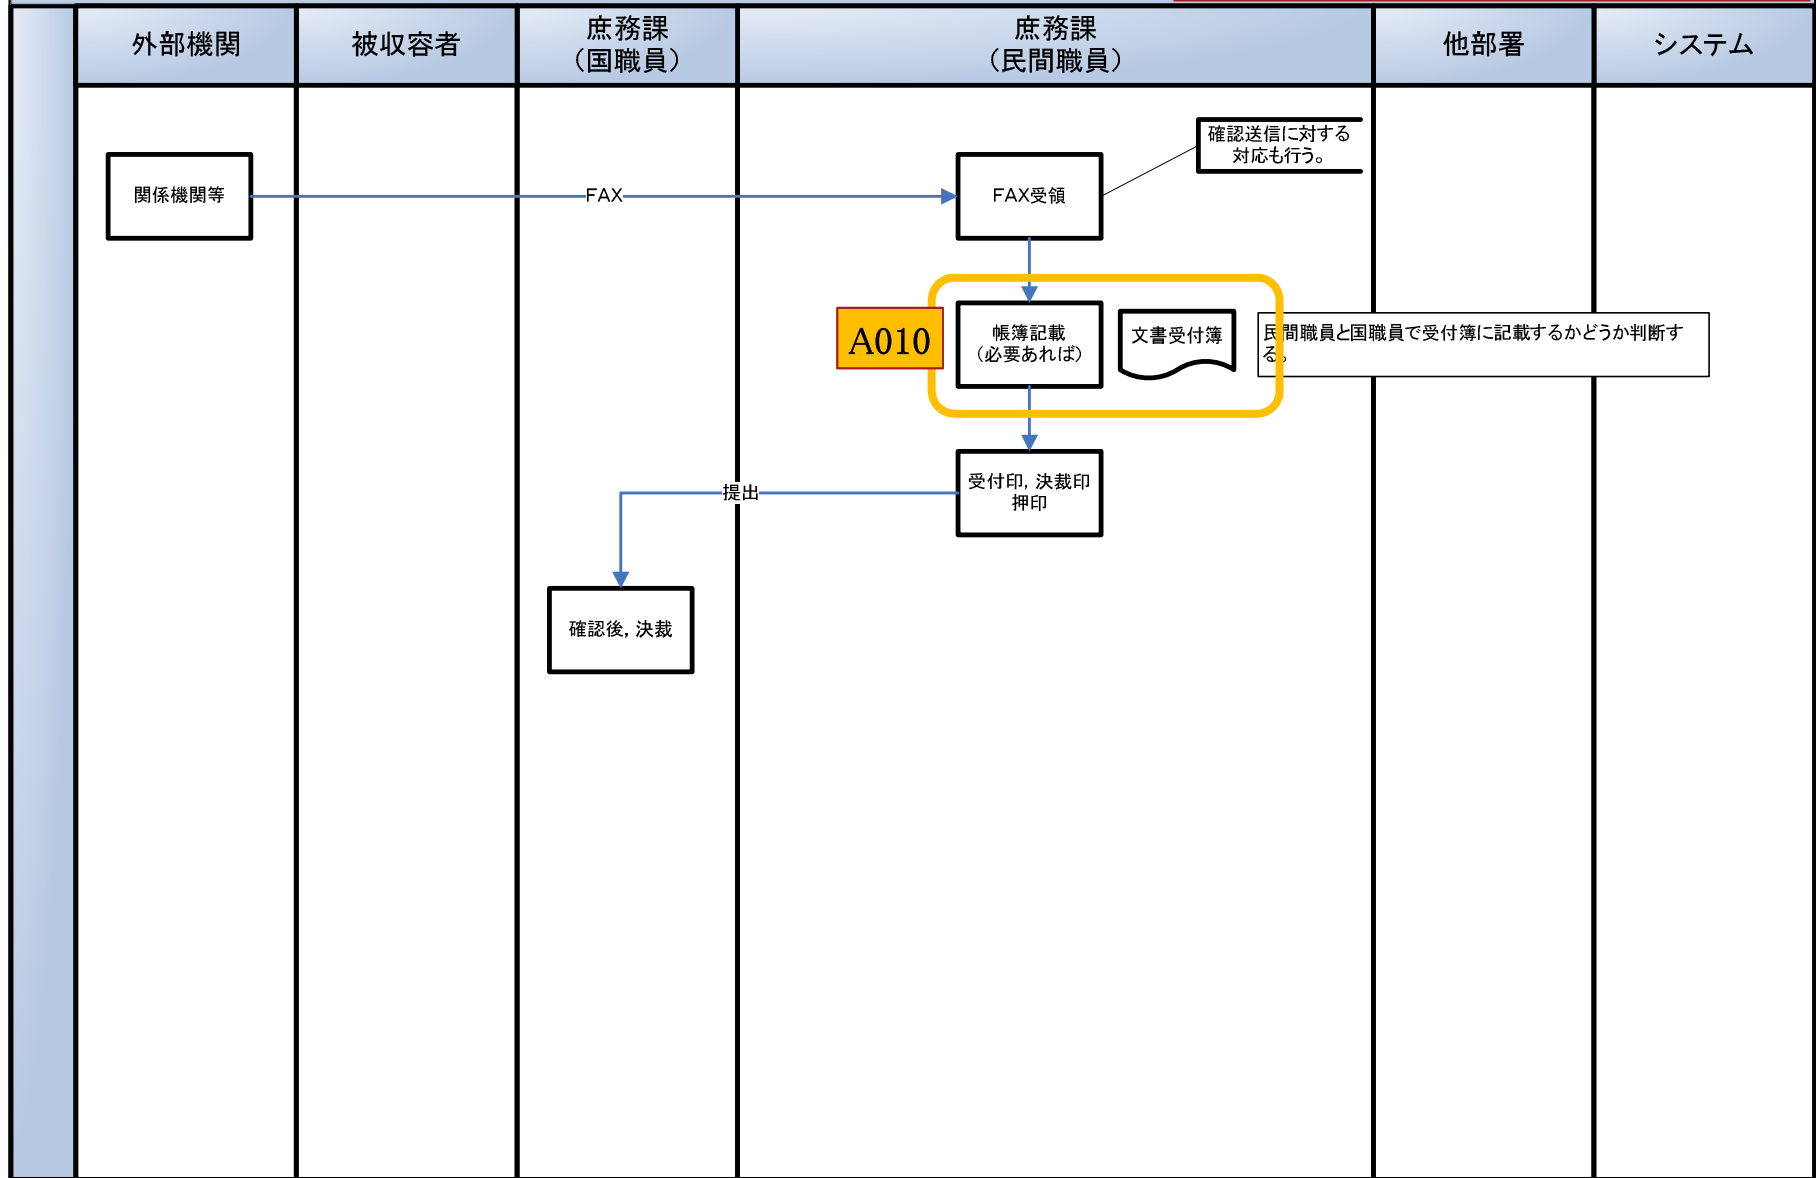 外部機関
被収容者
庶務課
（国職員）
庶務課
（民間職員）
他部署
システム
確認送信に対する
対応も行う。
関係機関等
FAX
FAX受領
A010
帳簿記載
（必要あれば）
文書受付簿
民間職員と国職員で受付簿に記載するかどうか判断す
る。
受付印，決裁印
押印
提出
確認後，決裁